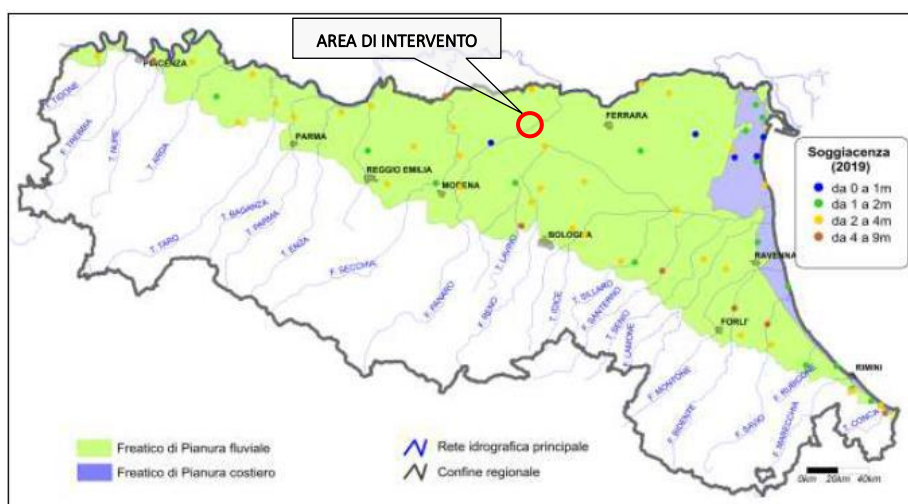 AREA DI INTERVENTO
PIACENZA
T. TIDONE
F. TREBBIA
T. NURE
T. ARDA
PARMA
REGGIO EMILIA
MODENA
FERRARA
BOLOGNA
RAVENNA
FORLI'
RIMINI
T. TARO
T. BAGANZA
T. PARMA
T. ENZA
F. SECCHIA
F. PANARO
F. RENO
T. LAVINO
T. IDICE
T. SILLARO
F. SANTERNO
T. SENIO
F. LAMONE
F. MONTONE
F. BIDENTE
F. SAVIO
F. RUBICONE
F. MARECCHIA
T. CONCA
Soggiacenza
(2019)
da 0 a 1m
da 1 a 2m
da 2 a 4m
da 4 a 9m
Freatico di Pianura fluviale
Freatico di Pianura costiero
Rete idrografica principale
Confine regionale
0km 20km 40km